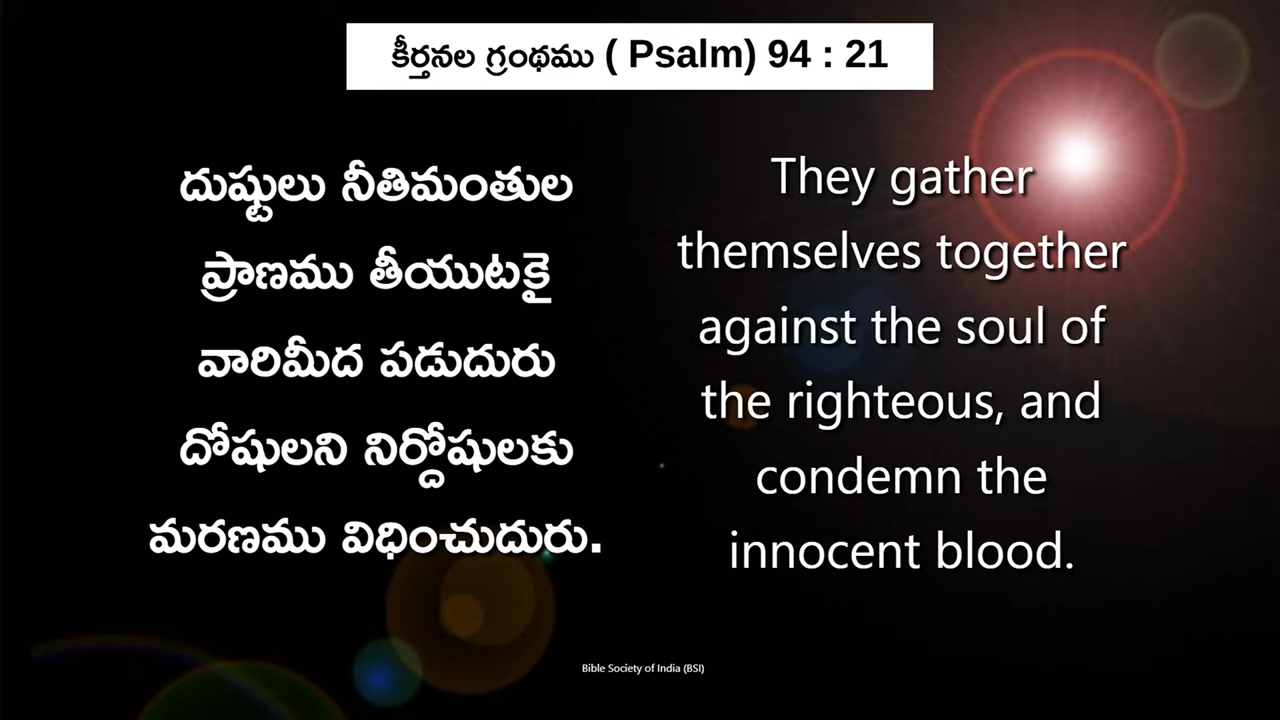 కీర్తనల గ్రంథము ( Psalm) 94 : 21
దుష్టులు నీతిమంతుల
ప్రాణము తీయుటకై
వారిమీద పడుదురు
దోషులని నిర్దోషులకు
మరణము విధించుదురు.
They gather
themselves together
against the soul of
the righteous, and
condemn the
innocent blood.
Bible Society of India (BSI)